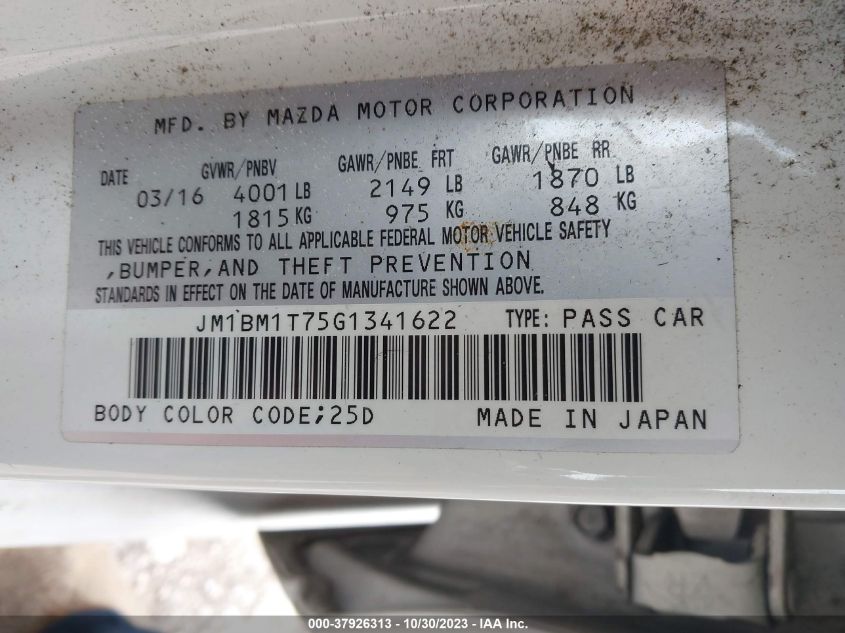 MFD. BY MAZDA MOTOR CORPORATION
DATE GVWR/PNBV GAWR/PNBE FRT GAWR/PNBE RR
03/16 4001 LB 2149 LB 1870 LB
1815 KG 975 KG 848 KG
THIS VEHICLE CONFORMS TO ALL APPLICABLE FEDERAL MOTOR VEHICLE SAFETY
,BUMPER,AND THEFT PREVENTION
STANDARDS IN EFFECT ON THE DATE OF MANUFACTURE SHOWN ABOVE.
JM1BM1T75G1341622 TYPE: PASS CAR
BODY COLOR CODE;25D MADE IN JAPAN
000-37926313 - 10/30/2023 - IAA Inc.